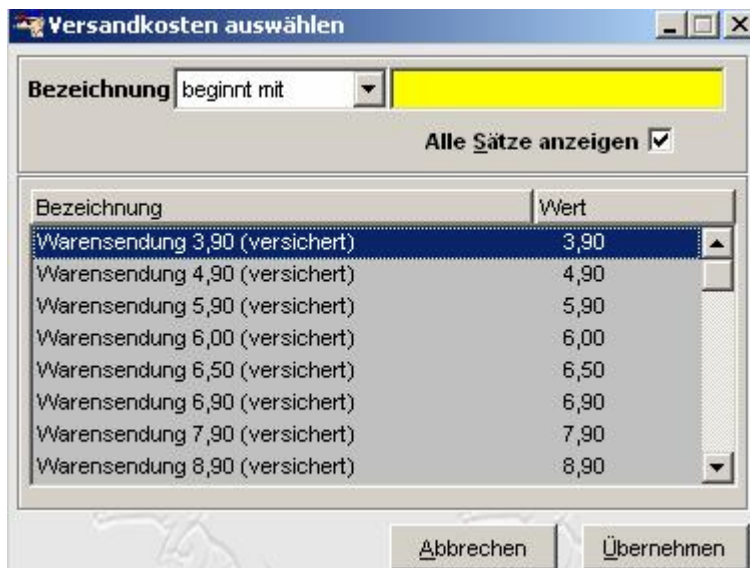 Versandkosten auswählen
Bezeichnung beginnt mit
Alle Sätze anzeigen
Bezeichnung Wert
Warensendung 3,90 (versichert) 3,90
Warensendung 4,90 (versichert) 4,90
Warensendung 5,90 (versichert) 5,90
Warensendung 6,00 (versichert) 6,00
Warensendung 6,50 (versichert) 6,50
Warensendung 6,90 (versichert) 6,90
Warensendung 7,90 (versichert) 7,90
Warensendung 8,90 (versichert) 8,90
Abbrechen Übernehmen